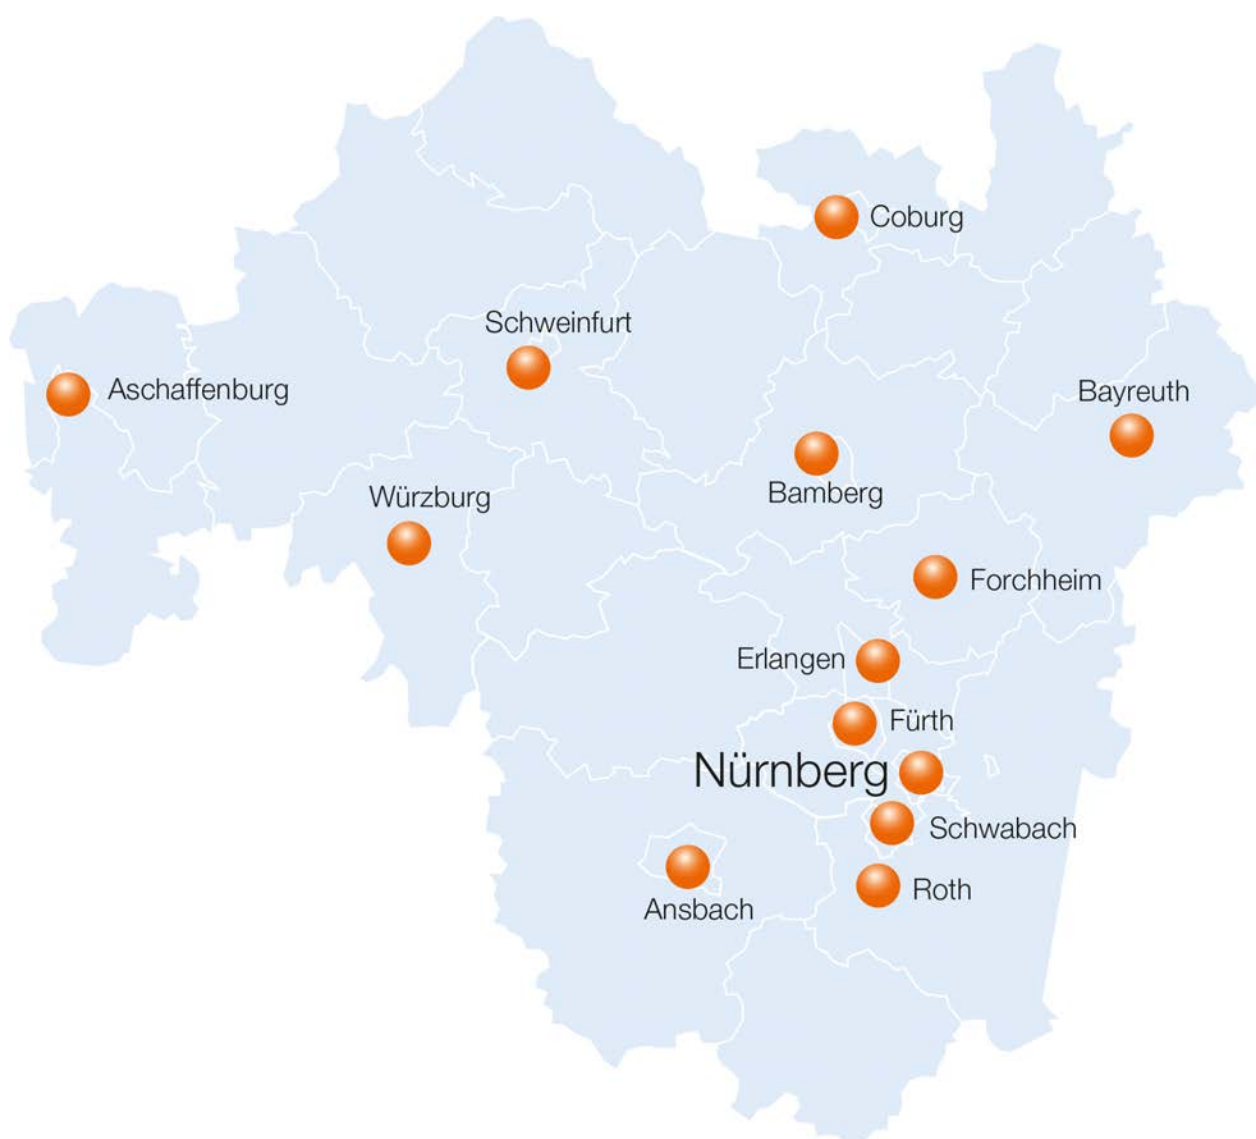 Coburg
Schweinfurt
Aschaffenburg
Bayreuth
Würzburg
Bamberg
Forchheim
Erlangen
Fürth
Nürnberg
Schwabach
Roth
Ansbach